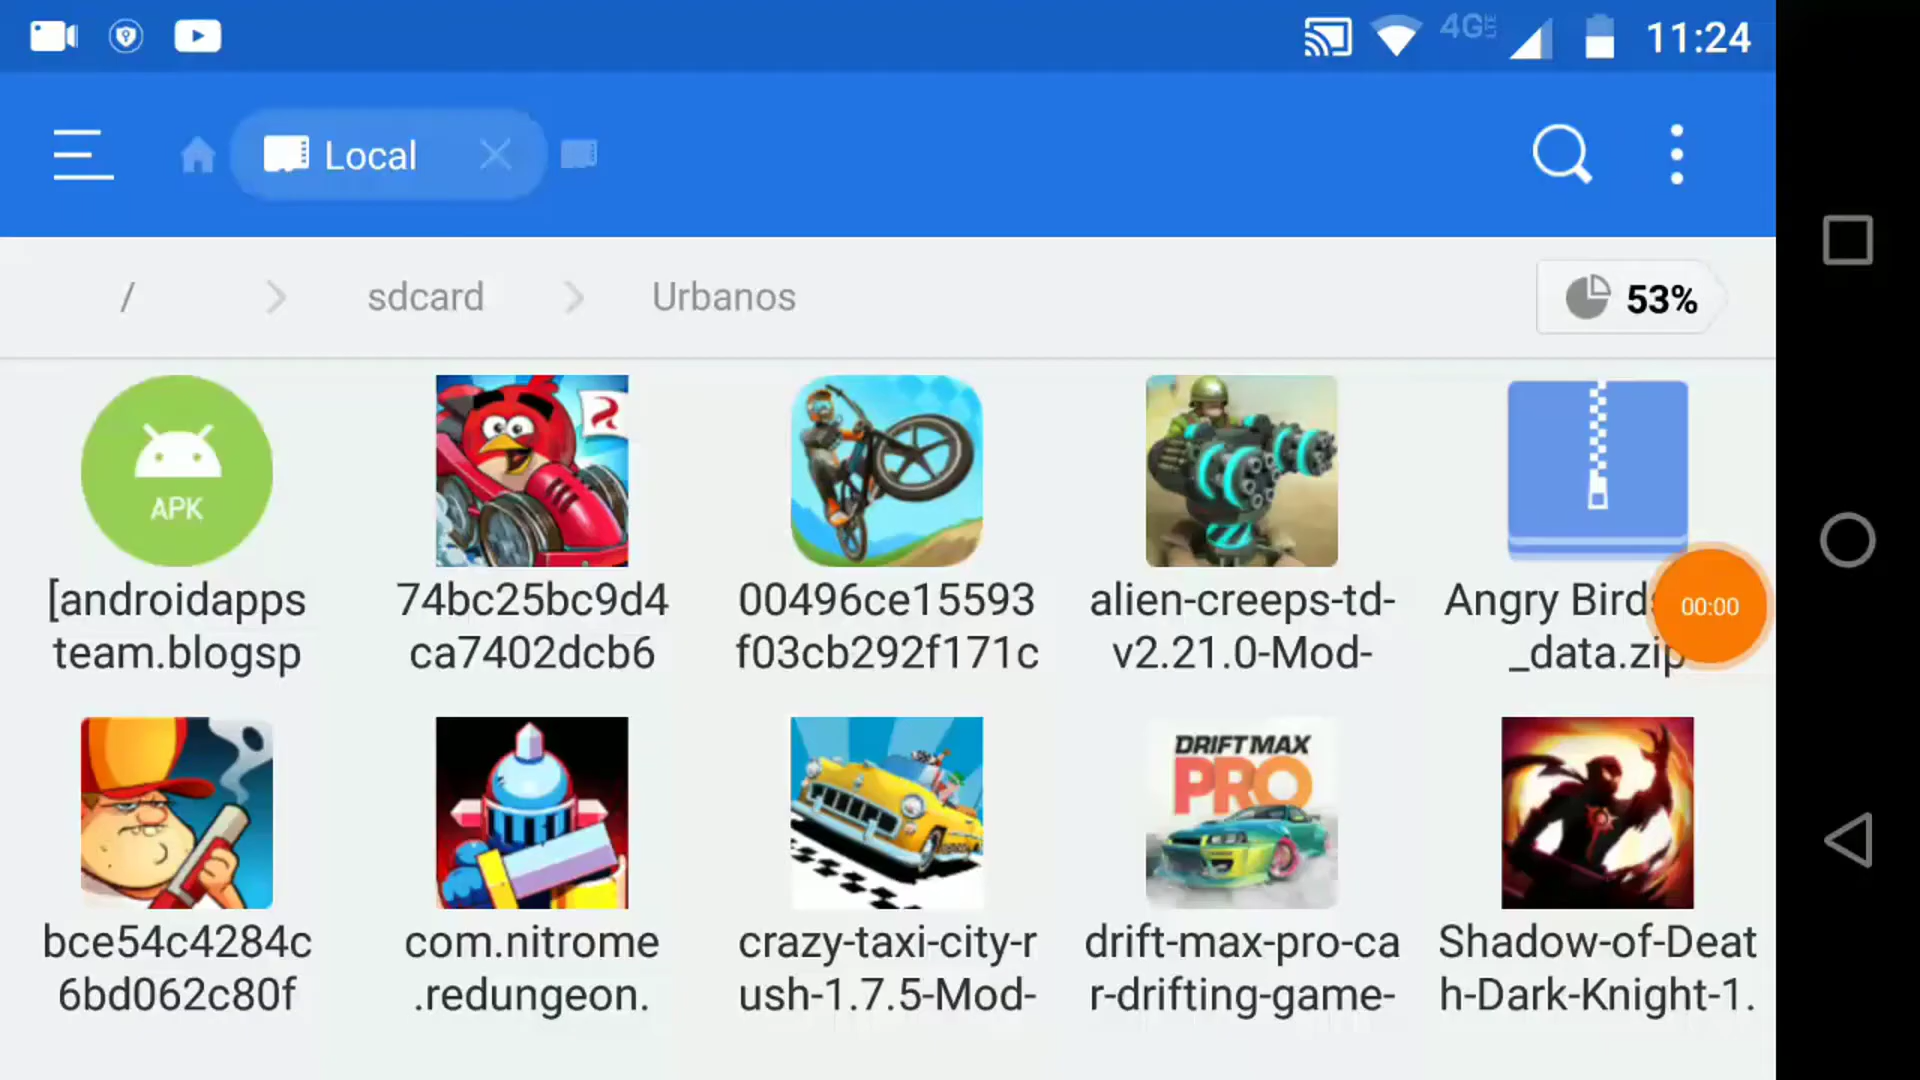 4G LTE 11:24
Local
/ sdcard Urbanos 53%
APK
[androidapps
team.blogsp
74bc25bc9d4
ca7402dcb6
00496ce15593
f03cb292f171c
alien-creeps-td-
v2.21.0-Mod-
Angry Birds
_data.zip
00:00
DRIFT MAX
PRO
bce54c4284c
6bd062c80f
com.nitrome
.redungeon.
crazy-taxi-city-r
ush-1.7.5-Mod-
drift-max-pro-ca
r-drifting-game-
Shadow-of-Deat
h-Dark-Knight-1.